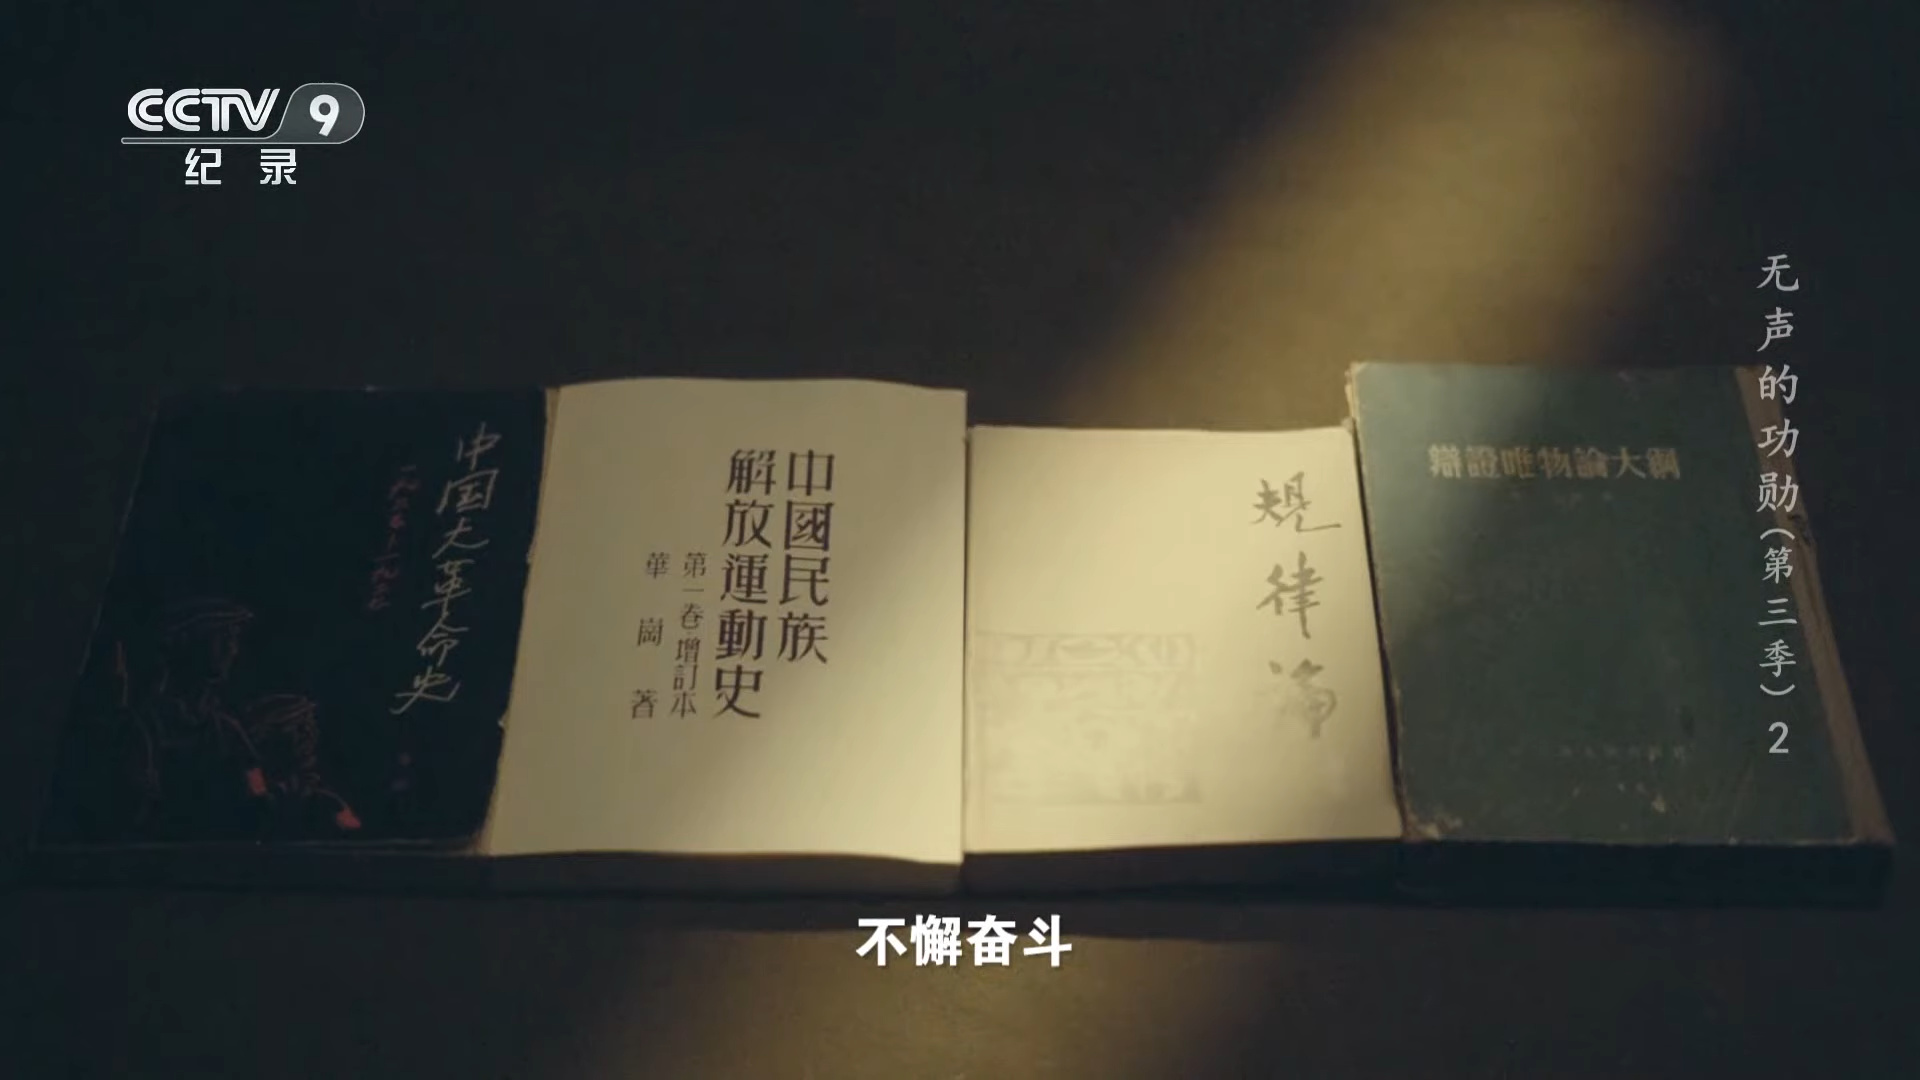 CCTV 9
纪录
中国大革命史
中國民族
解放運動史
第一卷·增訂本
華崗 著
規律論
辯證唯物論大綱
无声的功勋(第三季)2
不懈奋斗